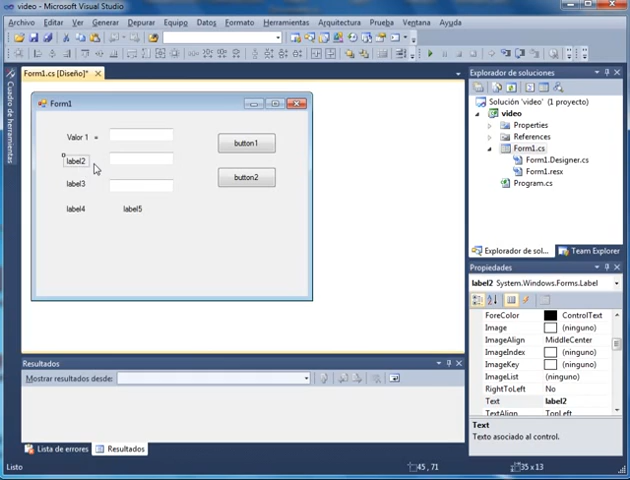 video - Microsoft Visual Studio
Archivo Editar Ver Generar Depurar Equipo Datos Formato Herramientas Arquitectura Prueba Ventana Ayuda
Form1.cs [Diseño]*
Cuadro de herramientas
Form1
Valor 1 =
button1
label2
label3
button2
label4 label5
Explorador de soluciones
Solución 'video' (1 proyecto)
video
Properties
References
Form1.cs
Form1.Designer.cs
Form1.resx
Program.cs
Explorador de sol... Team Explorer
Propiedades
label2 System.Windows.Forms.Label
ForeColor ControlText
Image (ninguno)
ImageAlign MiddleCenter
ImageIndex (ninguno)
ImageKey (ninguno)
ImageList (ninguno)
RightToLeft No
Text label2
TextAlign TopLeft
Text
Texto asociado al control.
Resultados
Mostrar resultados desde:
Lista de errores Resultados
Listo 45 , 71 35 x 13